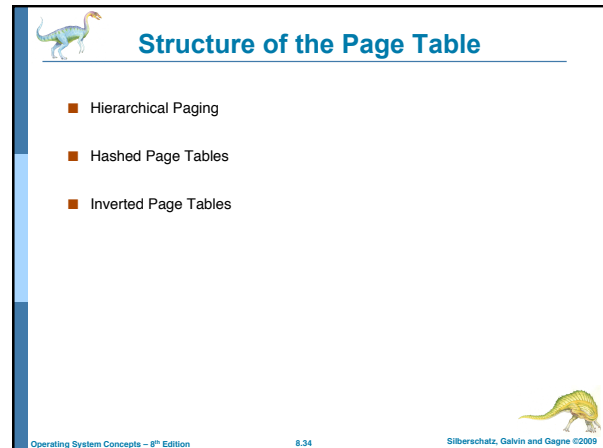 Structure of the Page Table
Hierarchical Paging
Hashed Page Tables
Inverted Page Tables
Operating System Concepts – 8th Edition
8.34
Silberschatz, Galvin and Gagne ©2009